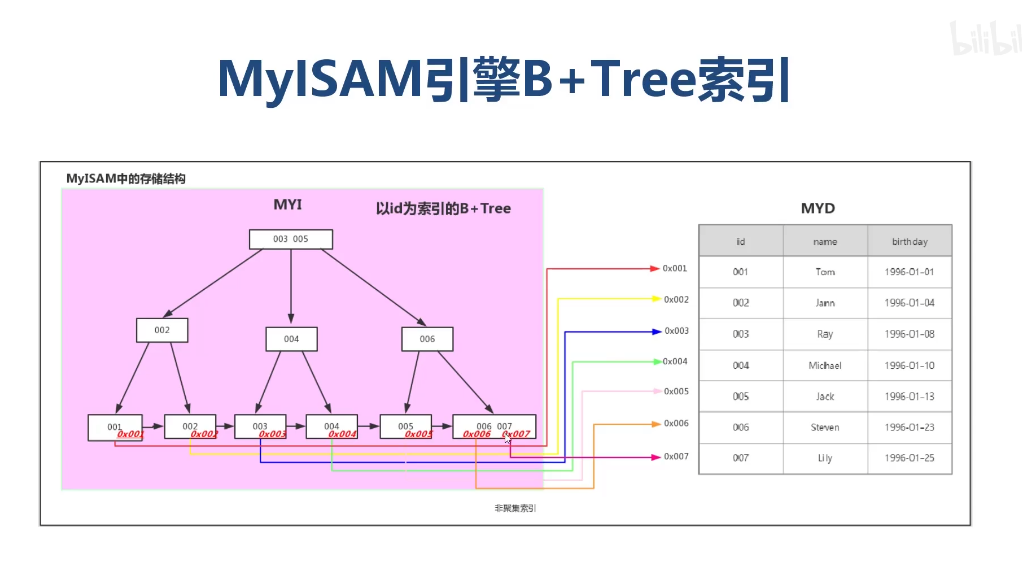 bilibili
MyISAM引擎B+Tree索引
MyISAM中的存储结构
MYI
以id为索引的B+Tree
MYD
003 005
002
004
006
001
002
003
004
005
006 007
0x001
0x002
0x003
0x004
0x005
0x006
0x007
0x001
0x002
0x003
0x004
0x005
0x006
0x007
id name birthday
001 Tom 1996-01-01
002 Jann 1996-01-04
003 Ray 1996-01-08
004 Michael 1996-01-10
005 Jack 1996-01-13
006 Steven 1996-01-23
007 Lily 1996-01-25
非聚集索引